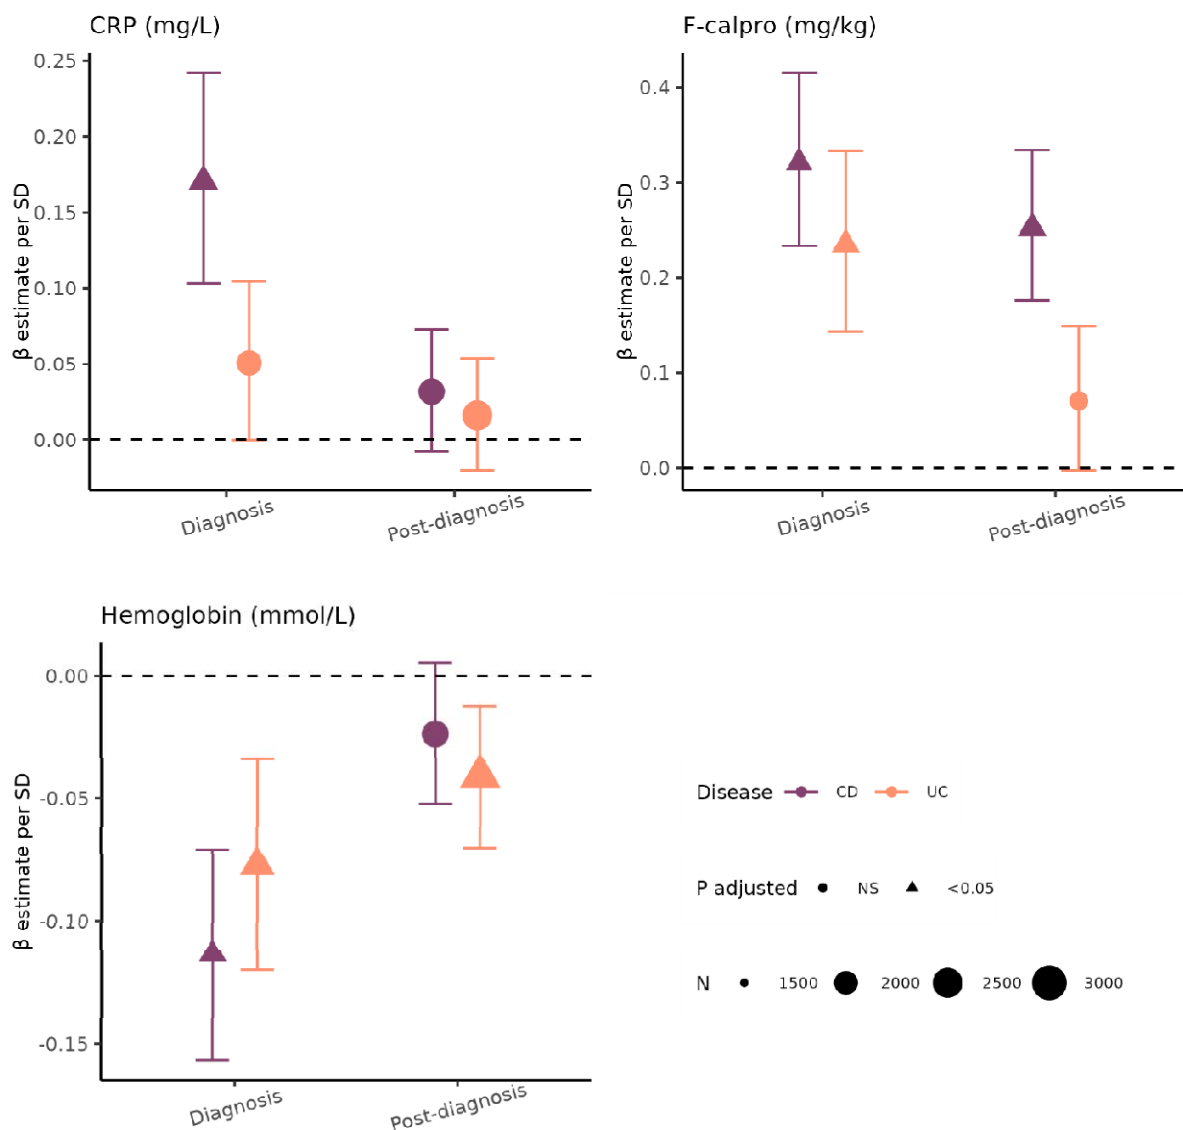 CRP (mg/L)
β estimate per SD
0.25
0.20
0.15
0.10
0.05
0.00
Diagnosis
Post-diagnosis
F-calpro (mg/kg)
β estimate per SD
0.4
0.3
0.2
0.1
0.0
Diagnosis
Post-diagnosis
Hemoglobin (mmol/L)
β estimate per SD
0.00
-0.05
-0.10
-0.15
Diagnosis
Post-diagnosis
Disease CD UC
P adjusted NS <0.05
N 1500 2000 2500 3000